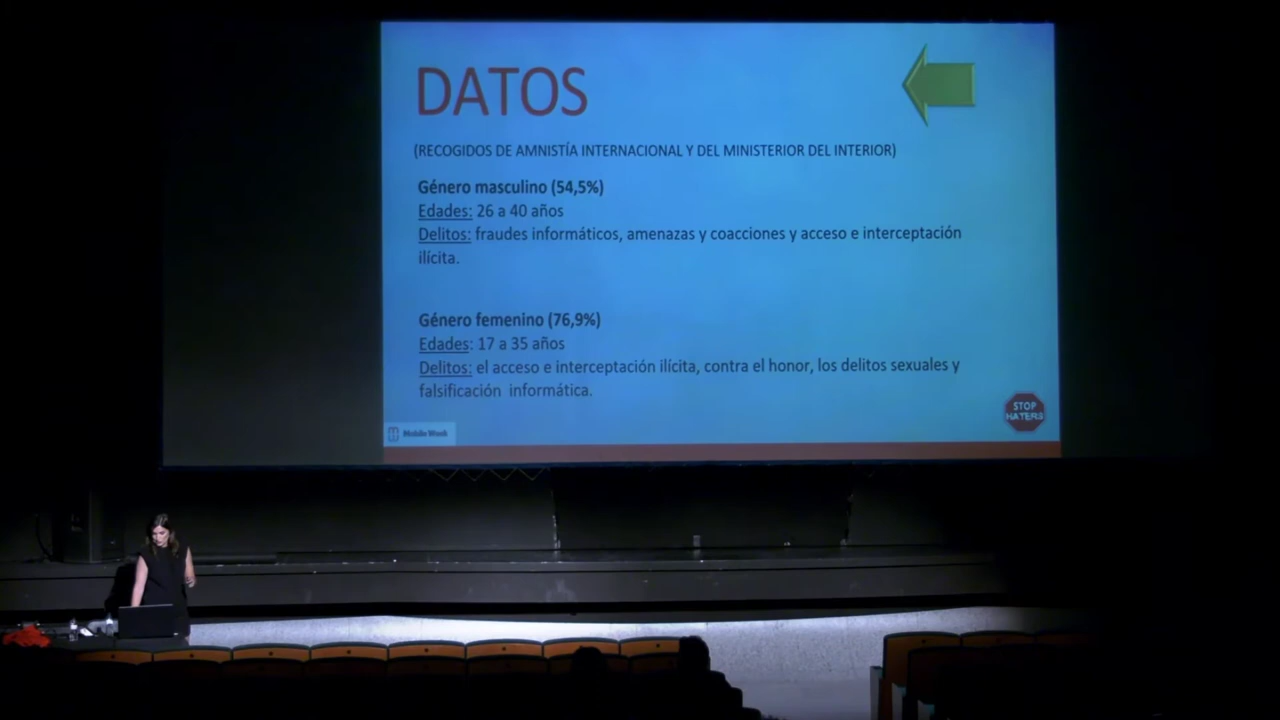 DATOS
(RECOGIDOS DE AMNISTÍA INTERNACIONAL Y DEL MINISTERIOR DEL INTERIOR)
Género masculino (54,5%)
Edades: 26 a 40 años
Delitos: fraudes informáticos, amenazas y coacciones y acceso e interceptación
ilícita.
Género femenino (76,9%)
Edades: 17 a 35 años
Delitos: el acceso e interceptación ilícita, contra el honor, los delitos sexuales y
falsificación informática.
STOP
HATERS
Mobile Week